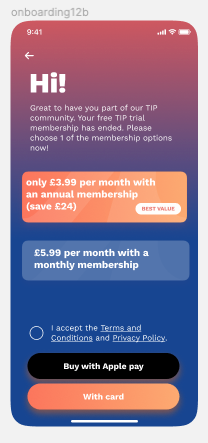 onboarding12b
9:41
Hi!
Great to have you part of our TIP
community. Your free TIP trial
membership has ended. Please
choose 1 of the membership options
now!
only £3.99 per month with
an annual membership
(save £24)
BEST VALUE
£5.99 per month with a
monthly membership
I accept the Terms and
Conditions and Privacy Policy.
Buy with Apple pay
With card